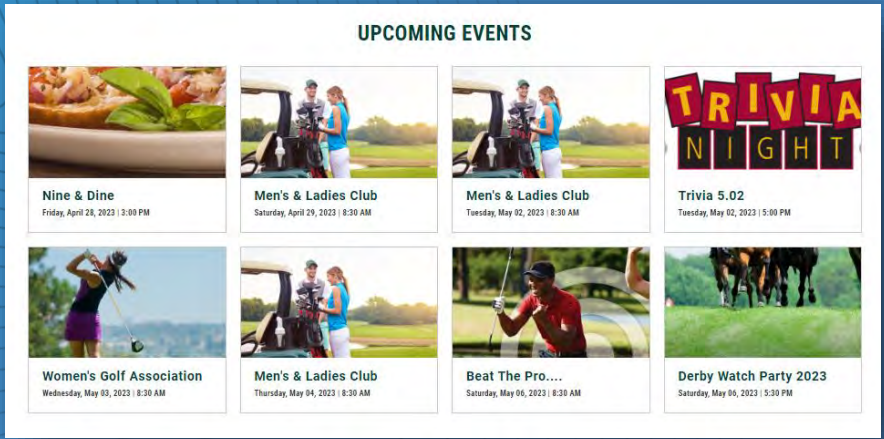 UPCOMING EVENTS
TRIVIA
NIGHT
Nine & Dine
Friday, April 28, 2023 | 3:00 PM
Men's & Ladies Club
Saturday, April 29, 2023 | 8:30 AM
Men's & Ladies Club
Tuesday, May 02, 2023 | 8:30 AM
Trivia 5.02
Tuesday, May 02, 2023 | 5:00 PM
Women's Golf Association
Wednesday, May 03, 2023 | 8:30 AM
Men's & Ladies Club
Thursday, May 04, 2023 | 8:30 AM
Beat The Pro....
Saturday, May 06, 2023 | 8:30 AM
Derby Watch Party 2023
Saturday, May 06, 2023 | 5:30 PM